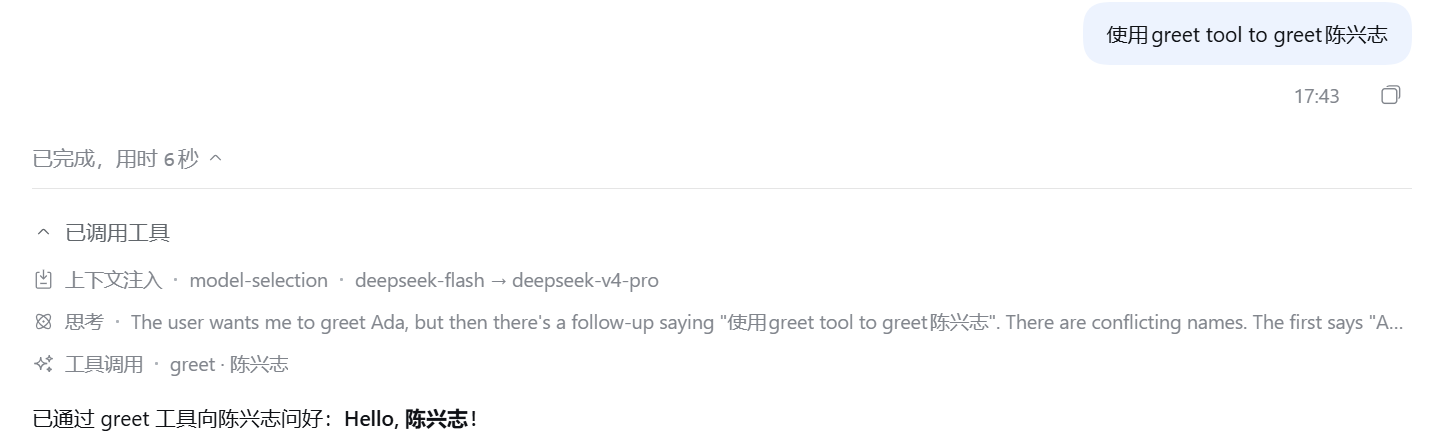 使用greet tool to greet陈兴志
17:43
已完成，用时 6秒
已调用工具
上下文注入 · model-selection · deepseek-flash → deepseek-v4-pro
思考 · The user wants me to greet Ada, but then there's a follow-up saying "使用greet tool to greet陈兴志". There are conflicting names. The first says "A...
工具调用 · greet · 陈兴志
已通过 greet 工具向陈兴志问好：Hello, 陈兴志！